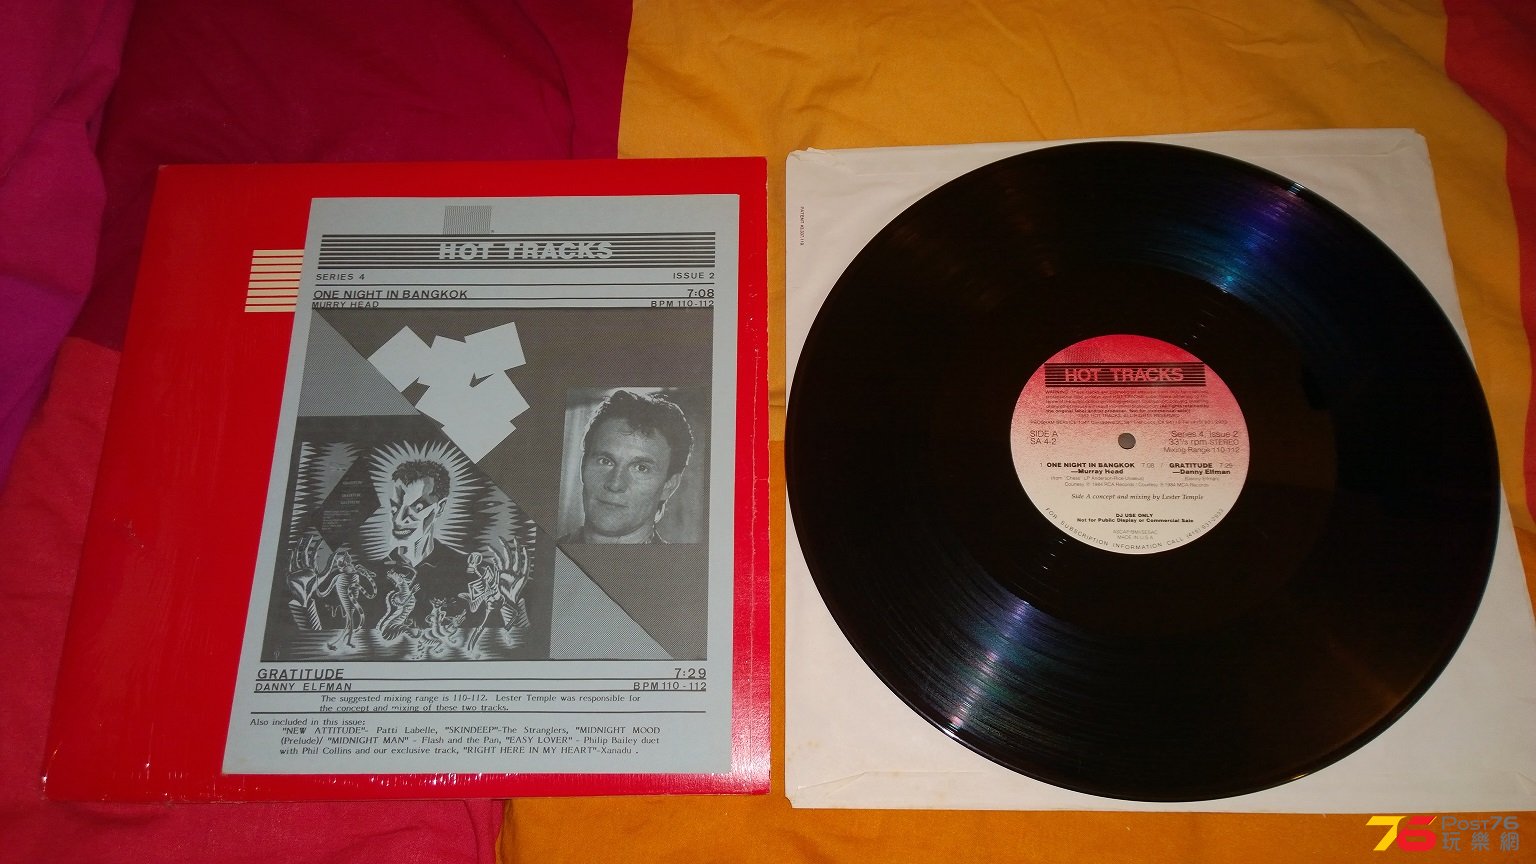 HOT TRACKS
SERIES 4 ISSUE 2
ONE NIGHT IN BANGKOK 7:08
MURRY HEAD BPM 110-112
GRATITUDE 7:29
DANNY ELFMAN BPM 110-112
The suggested mixing range is 110-112. Lester Temple was responsible for
the concept and mixing of these two tracks.
Also included in this issue:
"NEW ATTITUDE"- Patti Labelle, "SKINDEEP"-The Stranglers, "MIDNIGHT MOOD
(Prelude)/ "MIDNIGHT MAN" - Flash and the Pan, "EASY LOVER" - Philip Bailey duet
with Phil Collins and our exclusive track, "RIGHT HERE IN MY HEART"-Xanadu .
HOT TRACKS
SIDE A
SA 4-2
Series 4, Issue 2
33⅓ rpm STEREO
Mixing Range 110-112
1 ONE NIGHT IN BANGKOK 7:08
—Murray Head
GRATITUDE 7:29
—Danny Elfman
(Danny Elfman)
Side A concept and mixing by Lester Temple
DJ USE ONLY
Not for Public Display or Commercial Sale
MADE IN U.S.A.
FOR SUBSCRIPTION INFORMATION CALL
76 POST76
玩樂網